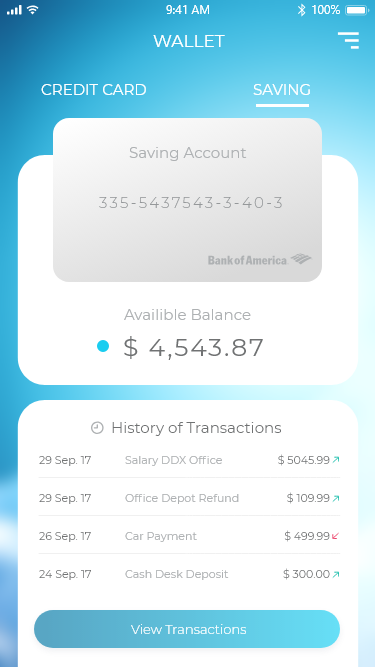 9:41 AM 100%
WALLET
CREDIT CARD SAVING
Saving Account
335-5437543-3-40-3
Bank of America
Availible Balance
$ 4,543.87
History of Transactions
29 Sep. 17 Salary DDX Office $ 5045.99
29 Sep. 17 Office Depot Refund $ 109.99
26 Sep. 17 Car Payment $ 499.99
24 Sep. 17 Cash Desk Deposit $ 300.00
View Transactions